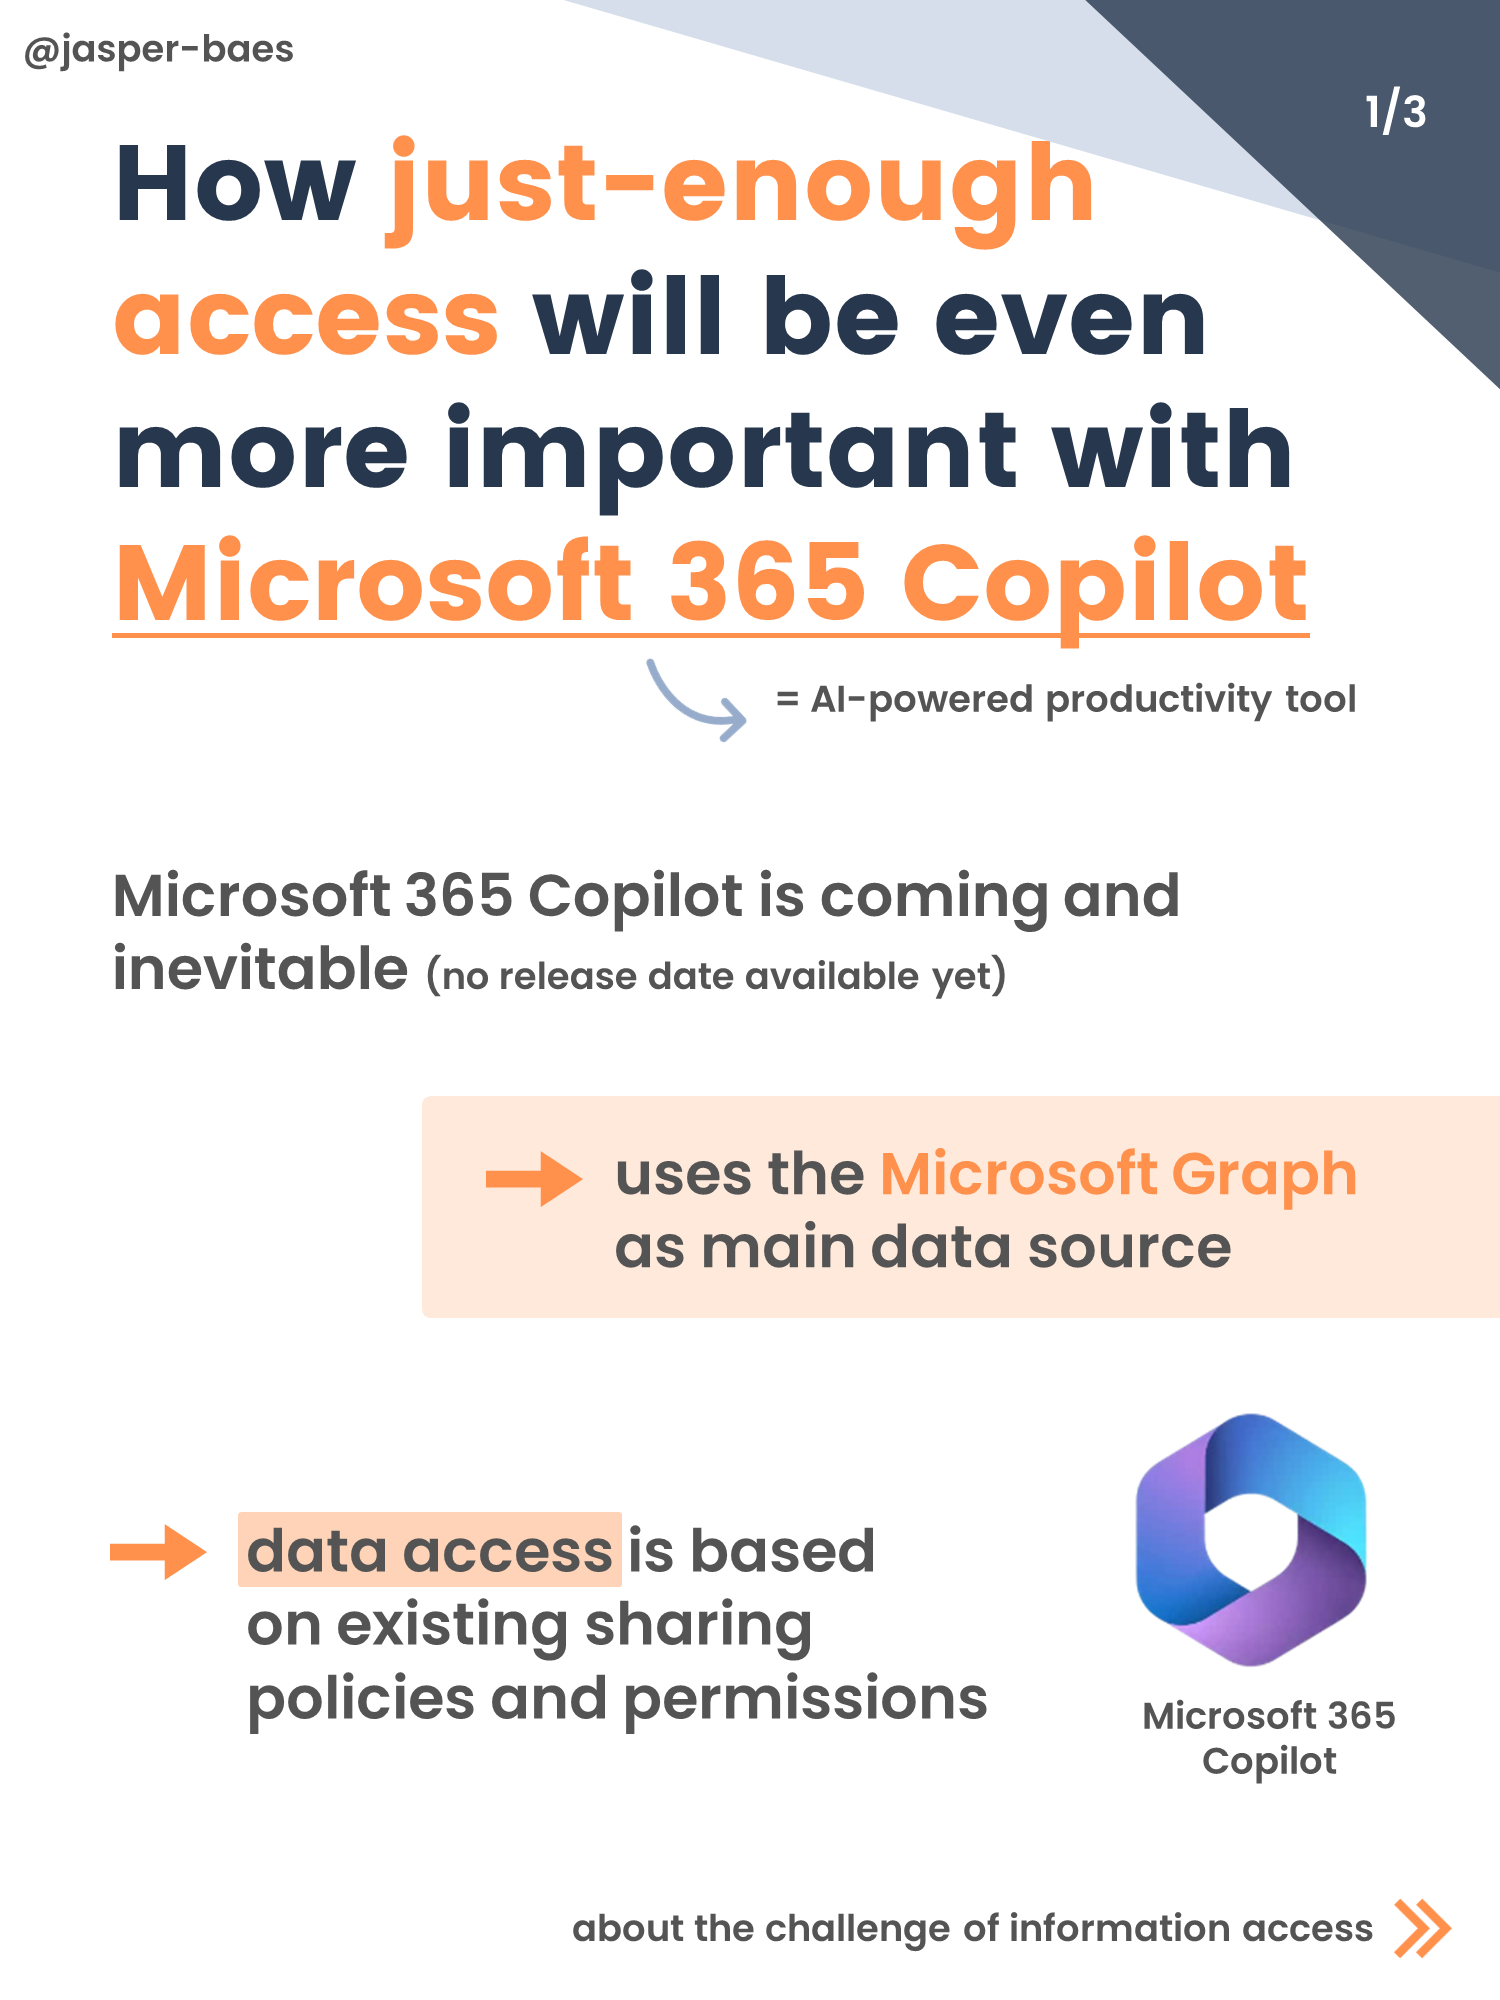 @jasper-baes
1/3
How just-enough
access will be even
more important with
Microsoft 365 Copilot
= AI-powered productivity tool
Microsoft 365 Copilot is coming and
inevitable (no release date available yet)
uses the Microsoft Graph
as main data source
data access is based
on existing sharing
policies and permissions
Microsoft 365
Copilot
about the challenge of information access